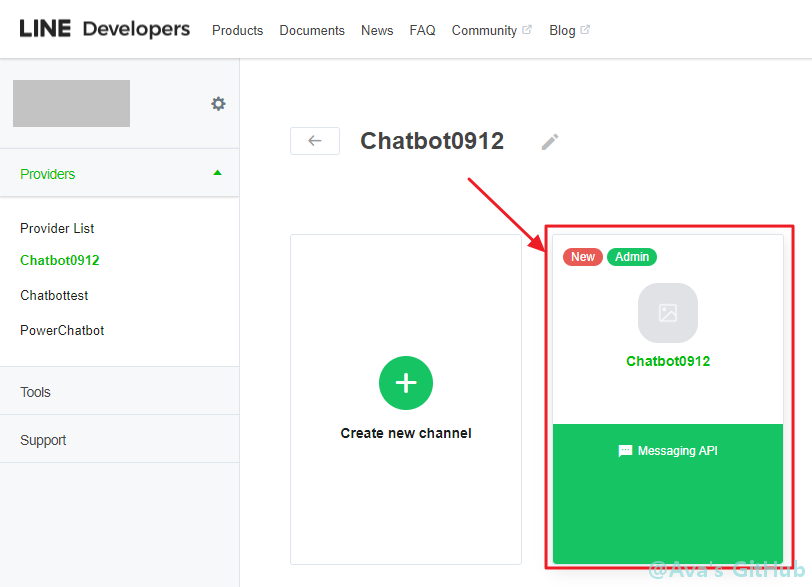 LINE Developers Products Documents News FAQ Community Blog
Chatbot0912
Providers
Provider List
Chatbot0912
Chatbottest
PowerChatbot
Tools
Support
Create new channel
New Admin
Chatbot0912
Messaging API
@Ava's GitHub